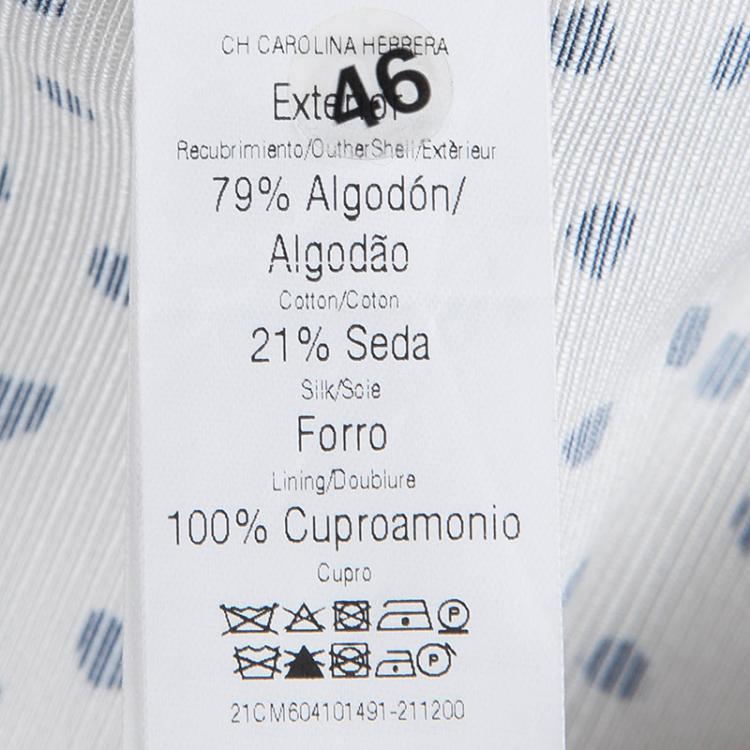 CH CAROLINA HERRERA
46
Exterior
Recubrimiento/OutherShell/Extèrieur
79% Algodón/
Algodão
Cotton/Coton
21% Seda
Silk/Soie
Forro
Lining/Doublure
100% Cuproamonio
Cupro
P
P
21CM604101491-211200